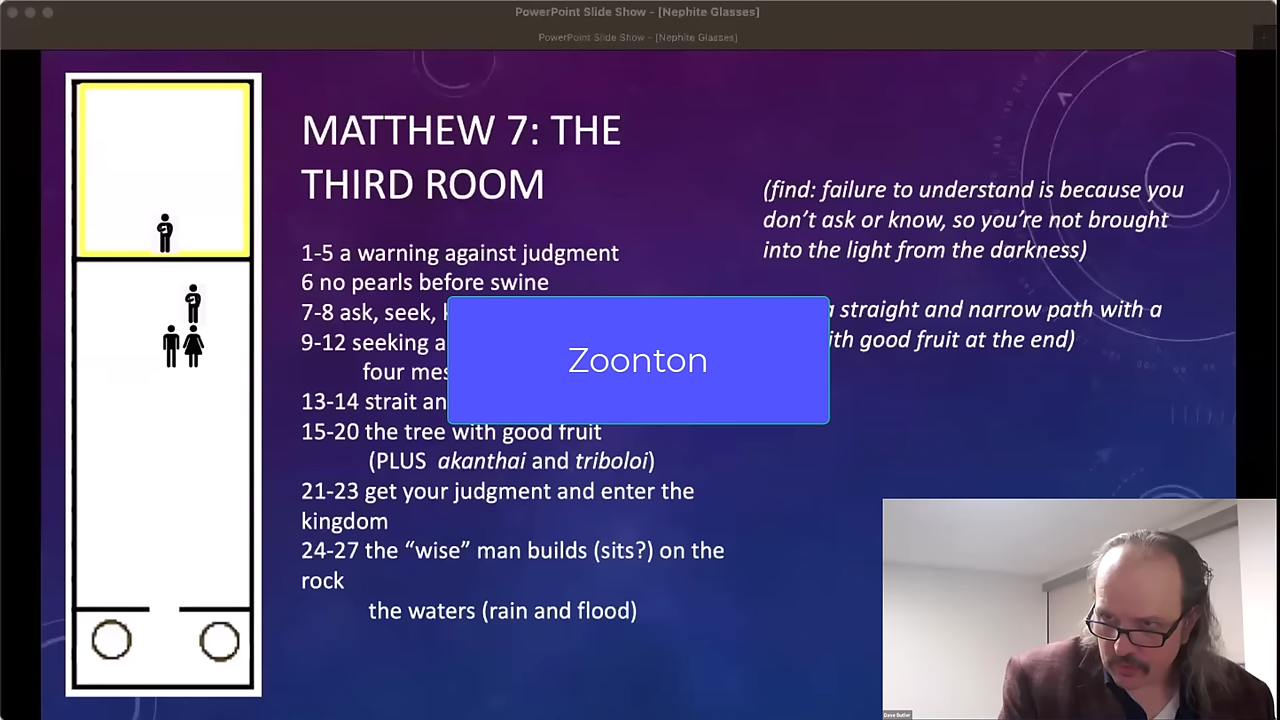 PowerPoint Slide Show - [Nephite Glasses]
PowerPoint Slide Show - [Nephite Glasses]
MATTHEW 7: THE
THIRD ROOM
1-5 a warning against judgment
6 no pearls before swine
7-8 ask, seek,
9-12 seeking
four
13-14 strait
15-20 the tree with good fruit
(PLUS akanthai and triboloi)
21-23 get your judgment and enter the
kingdom
24-27 the “wise” man builds (sits?) on the
rock
the waters (rain and flood)
(find: failure to understand is because you
don’t ask or know, so you’re not brought
into the light from the darkness)
a straight and narrow path with a
with good fruit at the end)
Zoonton
Dave Butler